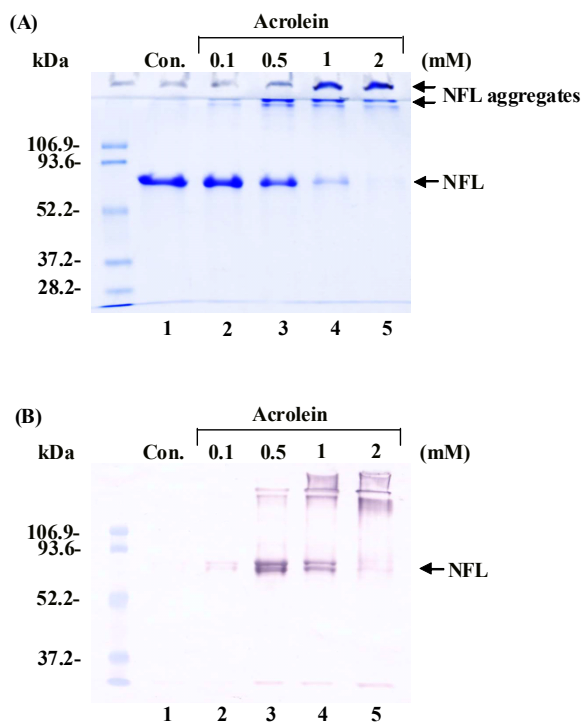 (A)
Acrolein
kDa Con. 0.1 0.5 1 2 (mM)
NFL aggregates
106.9-
93.6-
NFL
52.2-
37.2-
28.2-
1 2 3 4 5
(B)
Acrolein
kDa Con. 0.1 0.5 1 2 (mM)
106.9-
93.6-
NFL
52.2-
37.2-
1 2 3 4 5